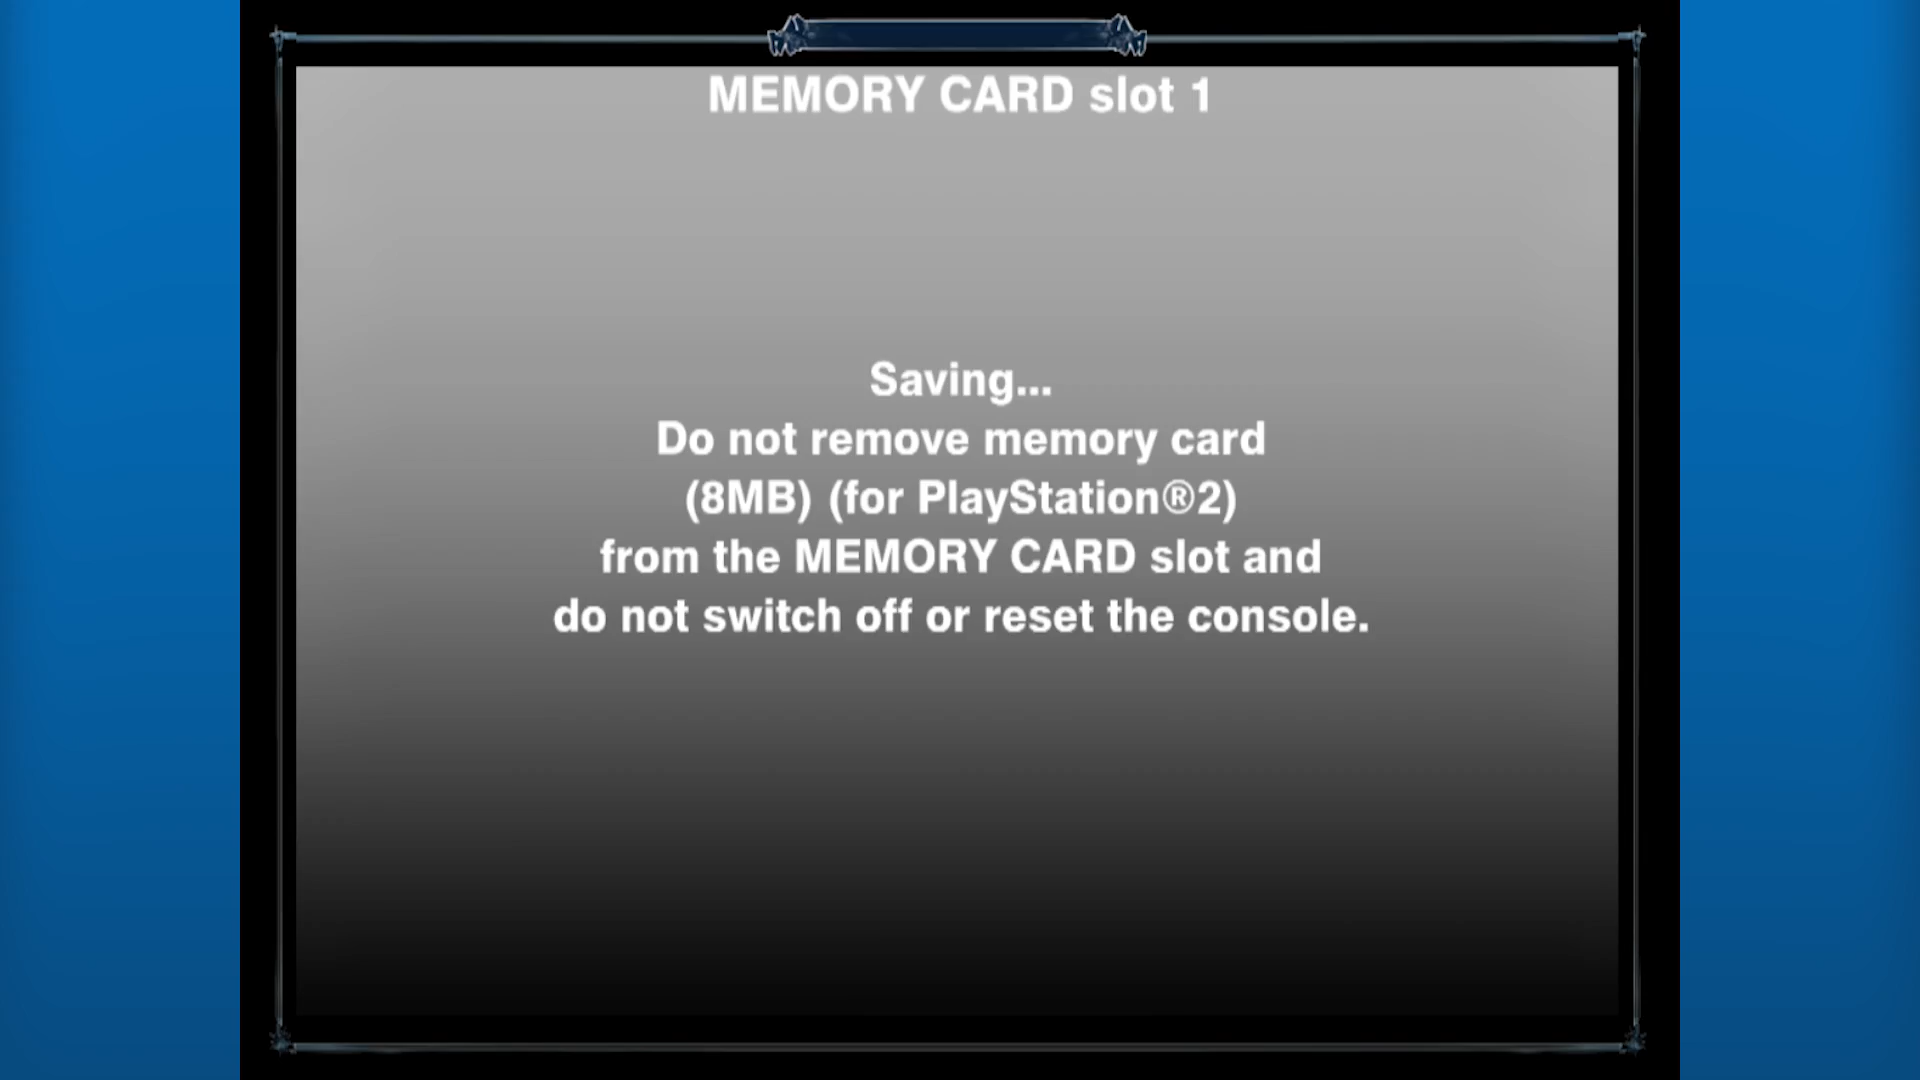 MEMORY CARD slot 1
Saving...
Do not remove memory card
(8MB) (for PlayStation®2)
from the MEMORY CARD slot and
do not switch off or reset the console.